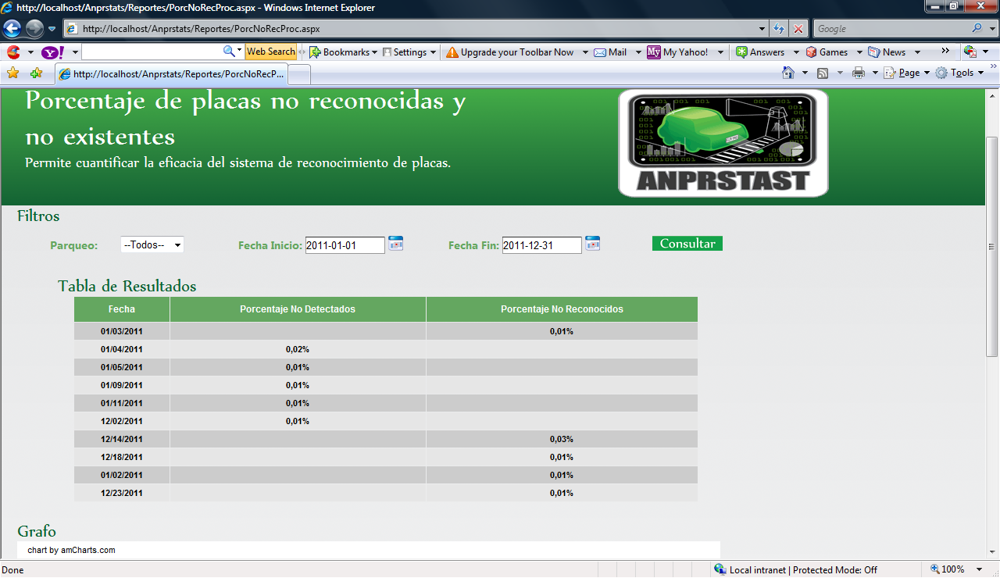 http://localhost/Anprstats/Reportes/PorcNoRecProc.aspx - Windows Internet Explorer
http://localhost/Anprstats/Reportes/PorcNoRecProc.aspx
Google
Web Search
Bookmarks
Settings
Upgrade your Toolbar Now
Mail
My Yahoo!
Answers
Games
News
http://localhost/Anprstats/Reportes/PorcNoRecP...
Page
Tools
Porcentaje de placas no reconocidas y
no existentes
Permite cuantificar la eficacia del sistema de reconocimiento de placas.
ANPRSTAST
Filtros
Parqueo: --Todos-- Fecha Inicio: 2011-01-01 Fecha Fin: 2011-12-31 Consultar
Tabla de Resultados
Fecha Porcentaje No Detectados Porcentaje No Reconocidos
01/03/2011 0,01%
01/04/2011 0,02%
01/05/2011 0,01%
01/09/2011 0,01%
01/11/2011 0,01%
12/02/2011 0,01%
12/14/2011 0,03%
12/18/2011 0,01%
01/02/2011 0,01%
12/23/2011 0,01%
Grafo
chart by amCharts.com
Done
Local intranet | Protected Mode: Off
100%